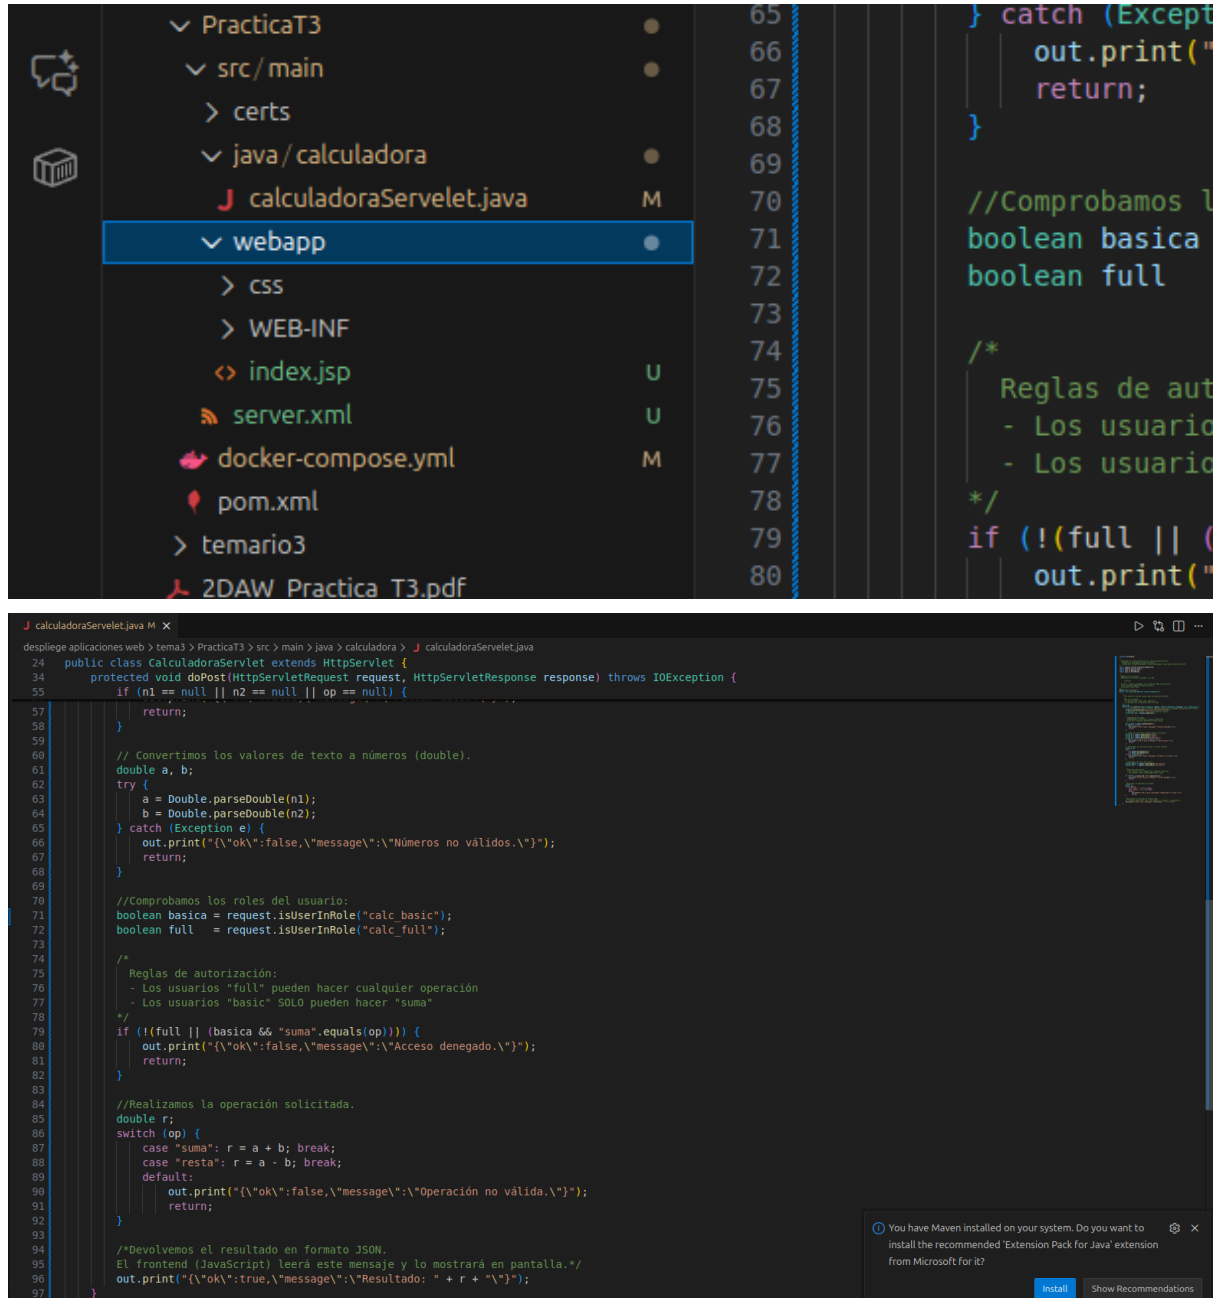 PracticaT3
src/main
certs
java/calculadora
calculadoraServelet.java M
webapp
css
WEB-INF
index.jsp U
server.xml U
docker-compose.yml M
pom.xml
temario3
2DAW_Practica_T3.pdf
65 } catch (Except
66 out.print("
67 return;
68 }
69
70 //Comprobamos l
71 boolean basica
72 boolean full
73
74 /*
75 Reglas de aut
76 - Los usuario
77 - Los usuario
78 */
79 if (!(full || (
80 out.print("
calculadoraServelet.java M
despliege aplicaciones web > tema3 > PracticaT3 > src > main > java > calculadora > calculadoraServelet.java
24 public class CalculadoraServlet extends HttpServlet {
34 protected void doPost(HttpServletRequest request, HttpServletResponse response) throws IOException {
55 if (n1 == null || n2 == null || op == null) {
57 return;
58 }
59
60 // Convertimos los valores de texto a números (double).
61 double a, b;
62 try {
63 a = Double.parseDouble(n1);
64 b = Double.parseDouble(n2);
65 } catch (Exception e) {
66 out.print("{\"ok\":false,\"message\":\"Números no válidos.\"}");
67 return;
68 }
69
70 //Comprobamos los roles del usuario:
71 boolean basica = request.isUserInRole("calc_basic");
72 boolean full = request.isUserInRole("calc_full");
73
74 /*
75 Reglas de autorización:
76 - Los usuarios "full" pueden hacer cualquier operación
77 - Los usuarios "basic" SOLO pueden hacer "suma"
78 */
79 if (!(full || (basica && "suma".equals(op)))) {
80 out.print("{\"ok\":false,\"message\":\"Acceso denegado.\"}");
81 return;
82 }
83
84 //Realizamos la operación solicitada.
85 double r;
86 switch (op) {
87 case "suma": r = a + b; break;
88 case "resta": r = a - b; break;
89 default:
90 out.print("{\"ok\":false,\"message\":\"Operación no válida.\"}");
91 return;
92 }
93
94 /*Devolvemos el resultado en formato JSON.
95 El frontend (JavaScript) leerá este mensaje y lo mostrará en pantalla.*/
96 out.print("{\"ok\":true,\"message\":\"Resultado: " + r + "\"}");
97 }
You have Maven installed on your system. Do you want to
install the recommended 'Extension Pack for Java' extension
from Microsoft for it?
Install Show Recommendations